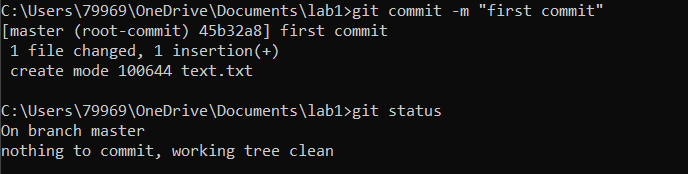 C:\Users\79969\OneDrive\Documents\lab1>git commit -m "first commit"
[master (root-commit) 45b32a8] first commit
 1 file changed, 1 insertion(+)
 create mode 100644 text.txt
C:\Users\79969\OneDrive\Documents\lab1>git status
On branch master
nothing to commit, working tree clean